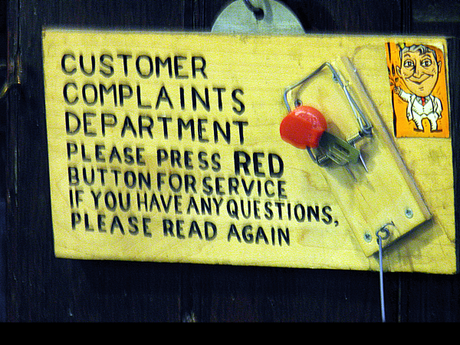 CUSTOMER
COMPLAINTS
DEPARTMENT
PLEASE PRESS RED
BUTTON FOR SERVICE
IF YOU HAVE ANY QUESTIONS,
PLEASE READ AGAIN